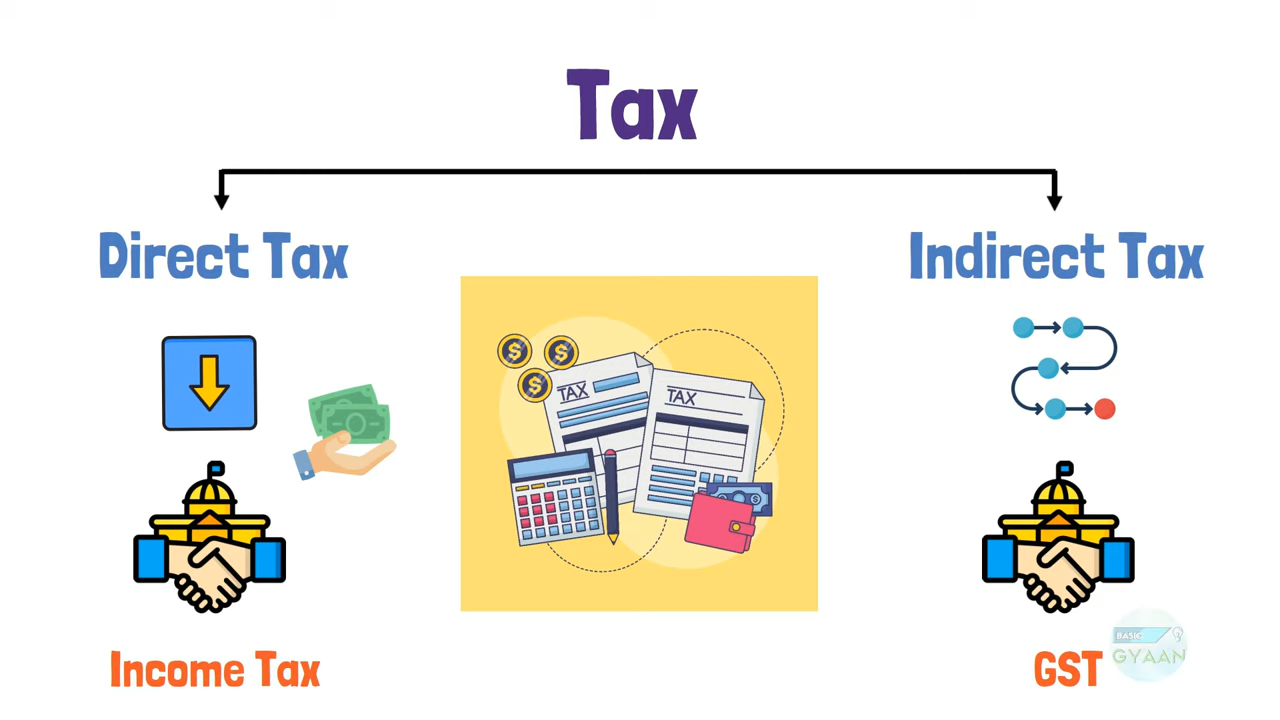 Tax
Direct Tax
Indirect Tax
TAX
TAX
Income Tax
GST
BASIC
GYAAN